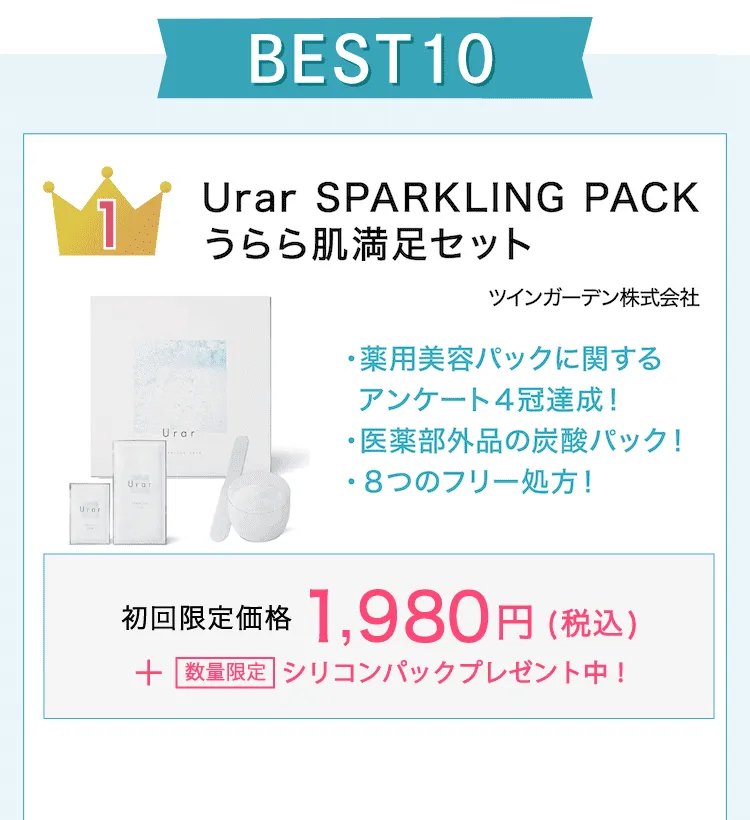 BEST10
1
Urar SPARKLING PACK
うらら肌満足セット
ツインガーデン株式会社
・薬用美容パックに関する
アンケート4冠達成！
・医薬部外品の炭酸パック！
・8つのフリー処方！
Urar
Urar
Urar
初回限定価格 1,980円（税込）
＋ 数量限定 シリコンパックプレゼント中！